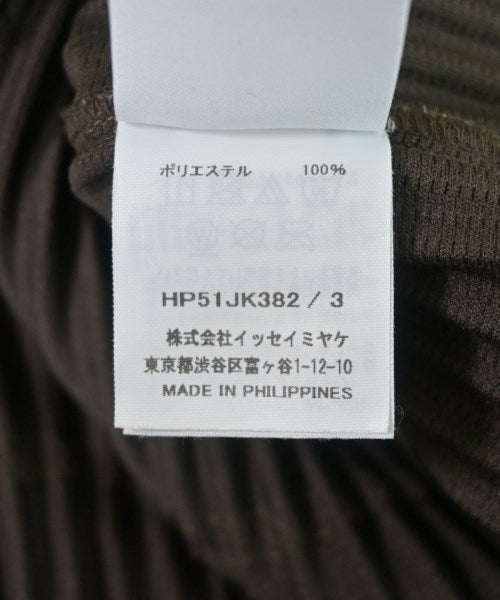 ポリエステル 100%
HP51JK382 / 3
株式会社イッセイミヤケ
東京都渋谷区富ヶ谷1-12-10
MADE IN PHILIPPINES